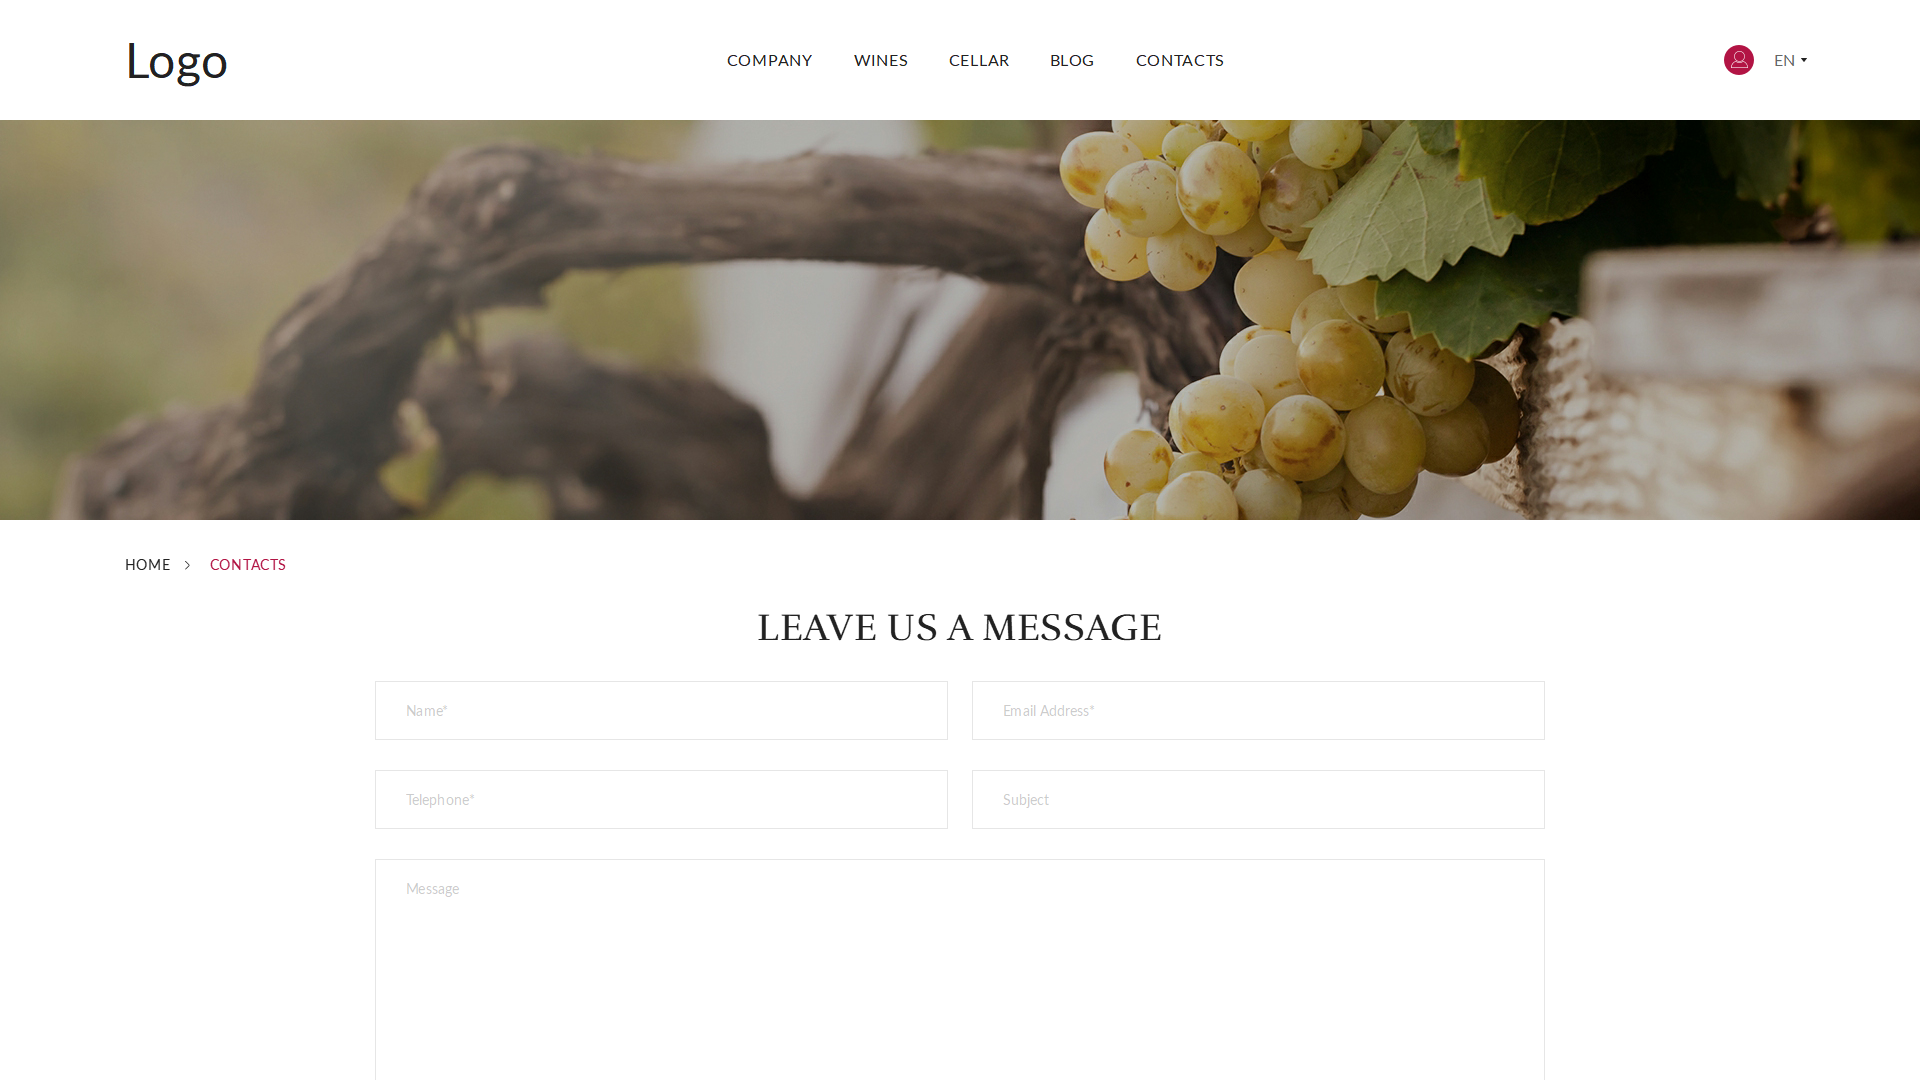 Logo
COMPANY WINES CELLAR BLOG CONTACTS
EN
HOME > CONTACTS
LEAVE US A MESSAGE
Name* Email Address*
Telephone* Subject
Message